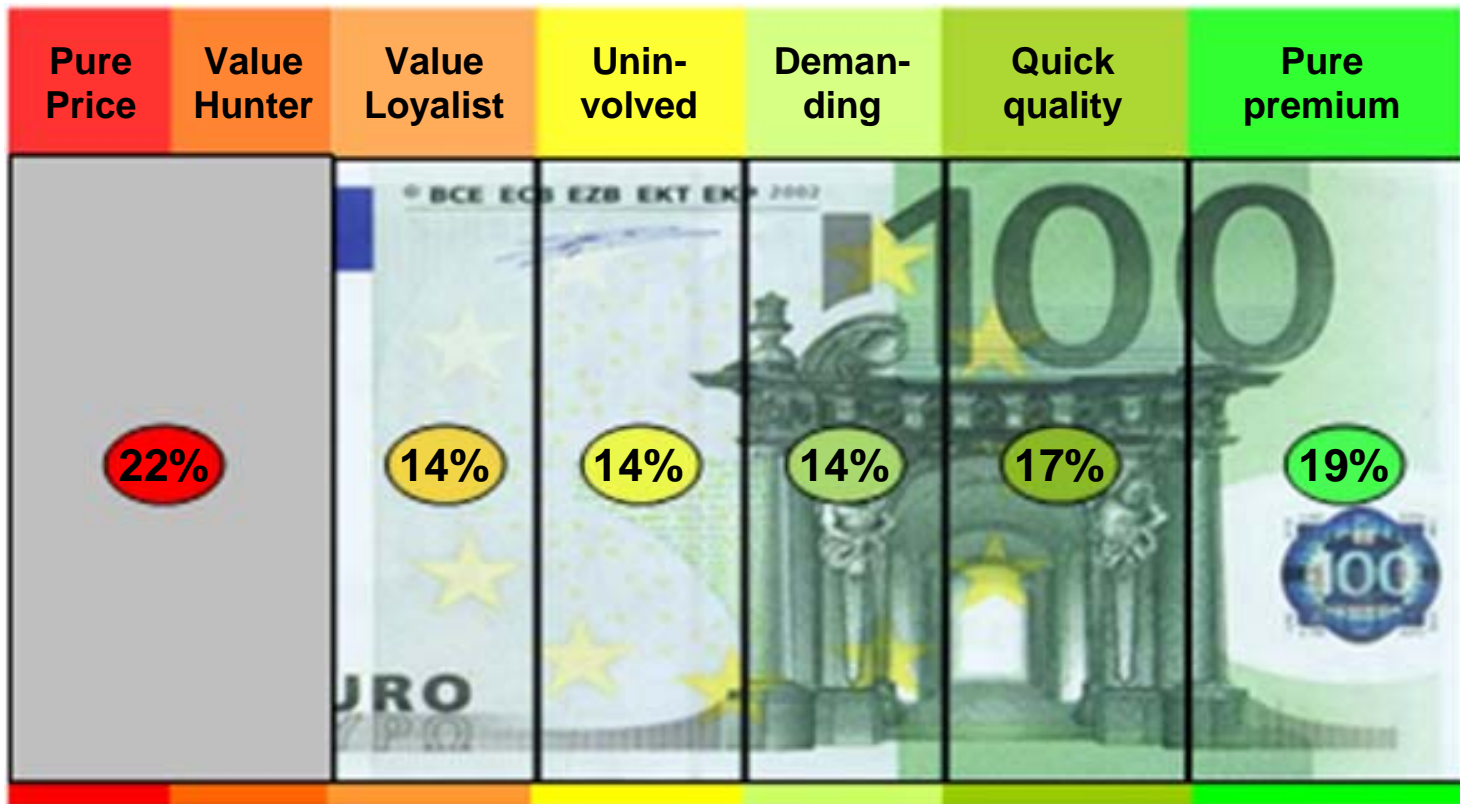 Pure
Price
Value
Hunter
Value
Loyalist
Unin-
volved
Deman-
ding
Quick
quality
Pure
premium
BCE ECB EZB EKT EKP 2002
100
22%
14%
14%
14%
17%
19%
100
URO
ΥΡΩ